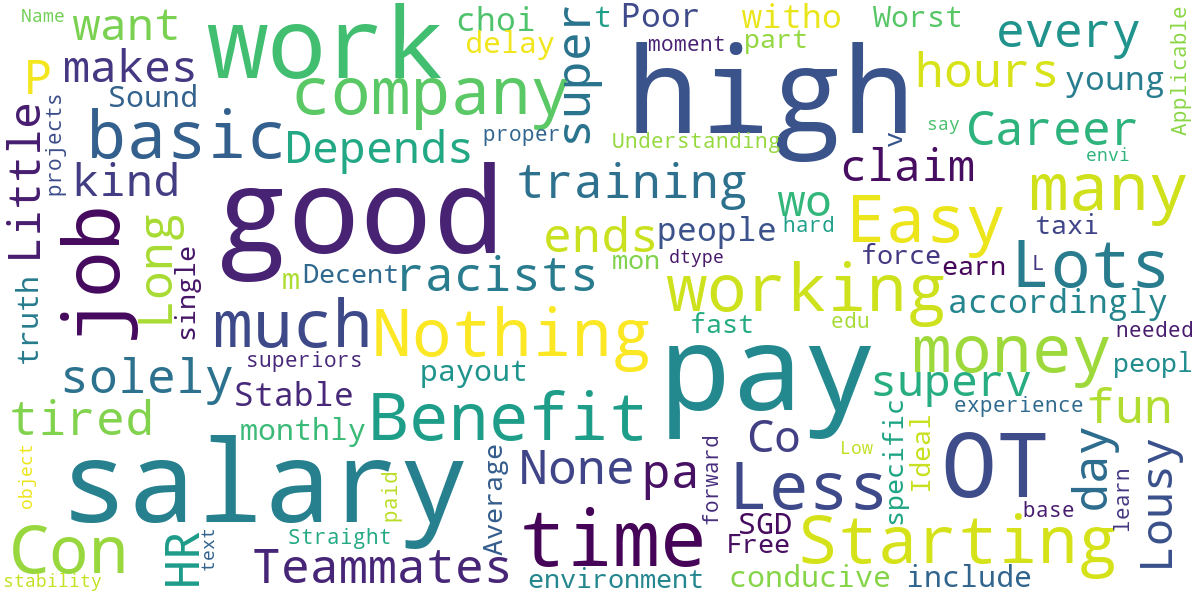 Name
want
work
choi
delay
t
Poor
moment
witho
part
Worst
every
Applicable
P
makes
Sound
company
super
high
hours
young
projects
basic
Depends
proper
Understanding
v
say
Career
envi
Little
kind
good
training
wo
hard
claim
many
job
Long
single
truth
m
Decent
racists
ends
people
mon
dtype
Easy
force
earn
L
taxi
Lots
working
accordingly
much
Nothing
fast
edu
money
needed
superiors
payout
pay
peopl
solely
Stable
superv
experience
fun
tired
monthly
Benefit
Co
Low
specific
Ideal
OT
day
Lousy
salary
paid
Average
None
pa
forward
Less
learn
object
Con
HR
text
Straight
time
SGD
Free
base
Starting
stability
Teammates
environment
conducive
include